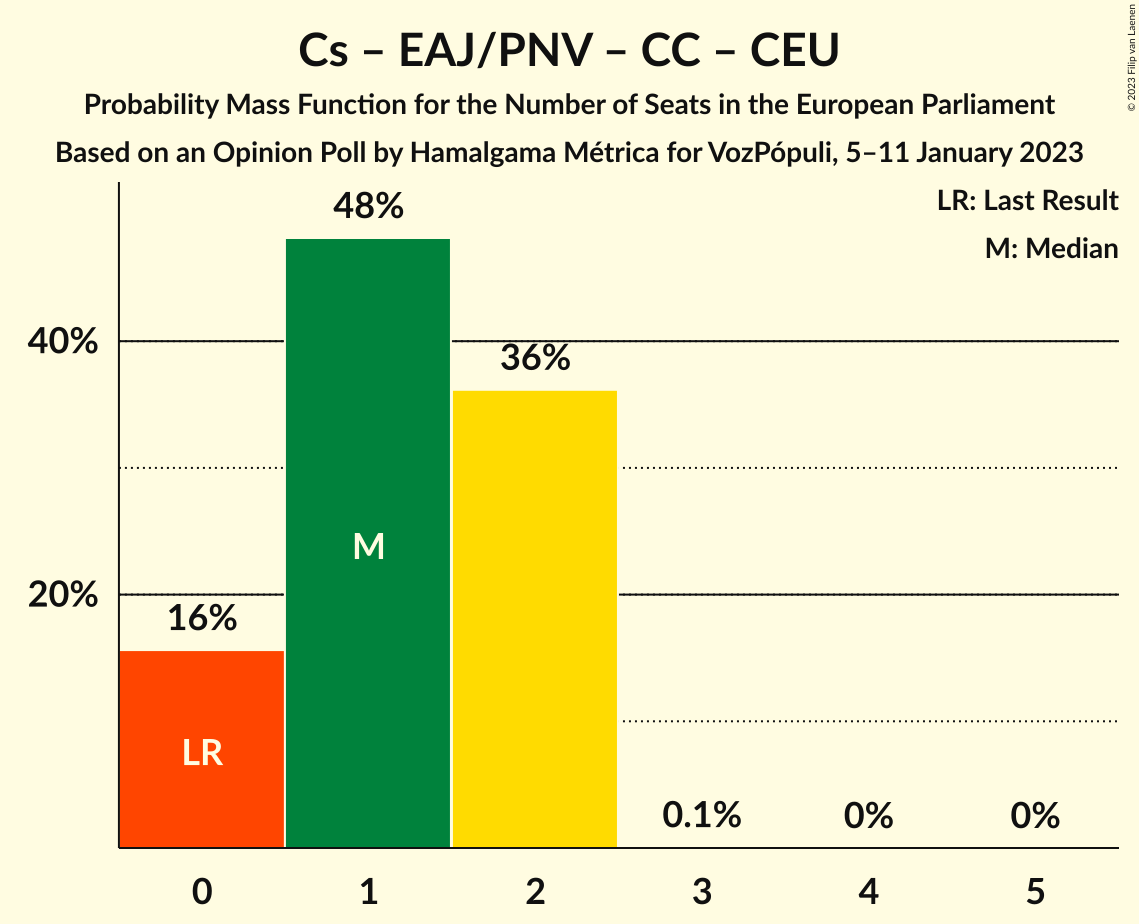 Cs – EAJ/PNV – CC – CEU
Probability Mass Function for the Number of Seats in the European Parliament
Based on an Opinion Poll by Hamalgama Métrica for VozPópuli, 5–11 January 2023
© 2023 Filip van Laenen
LR: Last Result
M: Median
48%
40%
36%
M
20%
16%
LR
0.1%
0%
0%
0
1
2
3
4
5